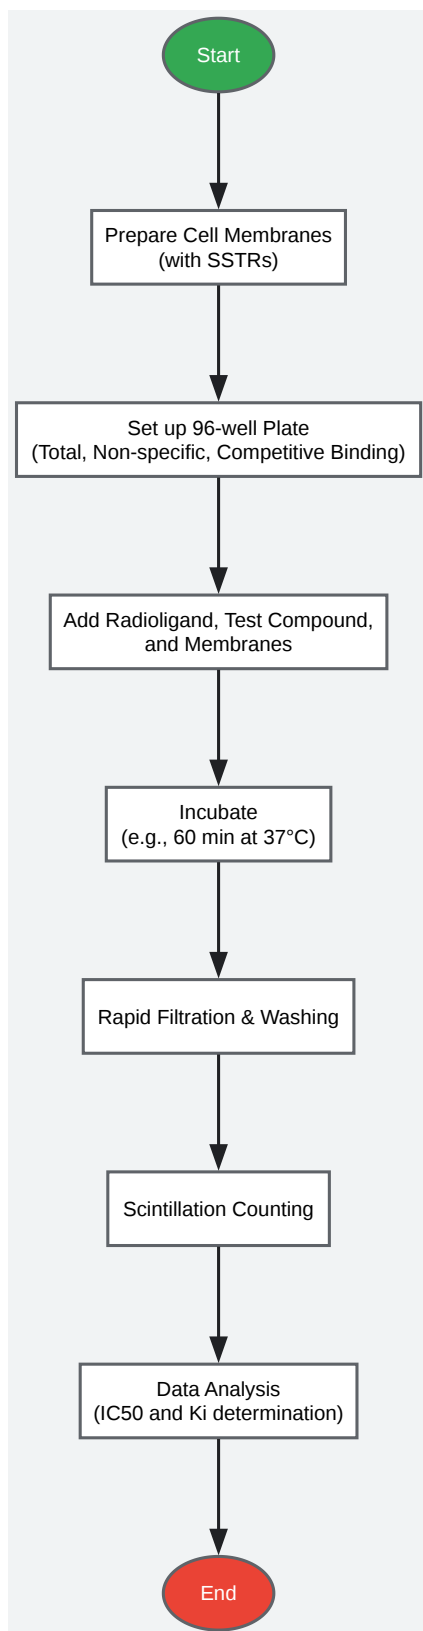 Start
Prepare Cell Membranes
(with SSTRs)
Set up 96-well Plate
(Total, Non-specific, Competitive Binding)
Add Radioligand, Test Compound,
and Membranes
Incubate
(e.g., 60 min at 37°C)
Rapid Filtration & Washing
Scintillation Counting
Data Analysis
(IC50 and Ki determination)
End